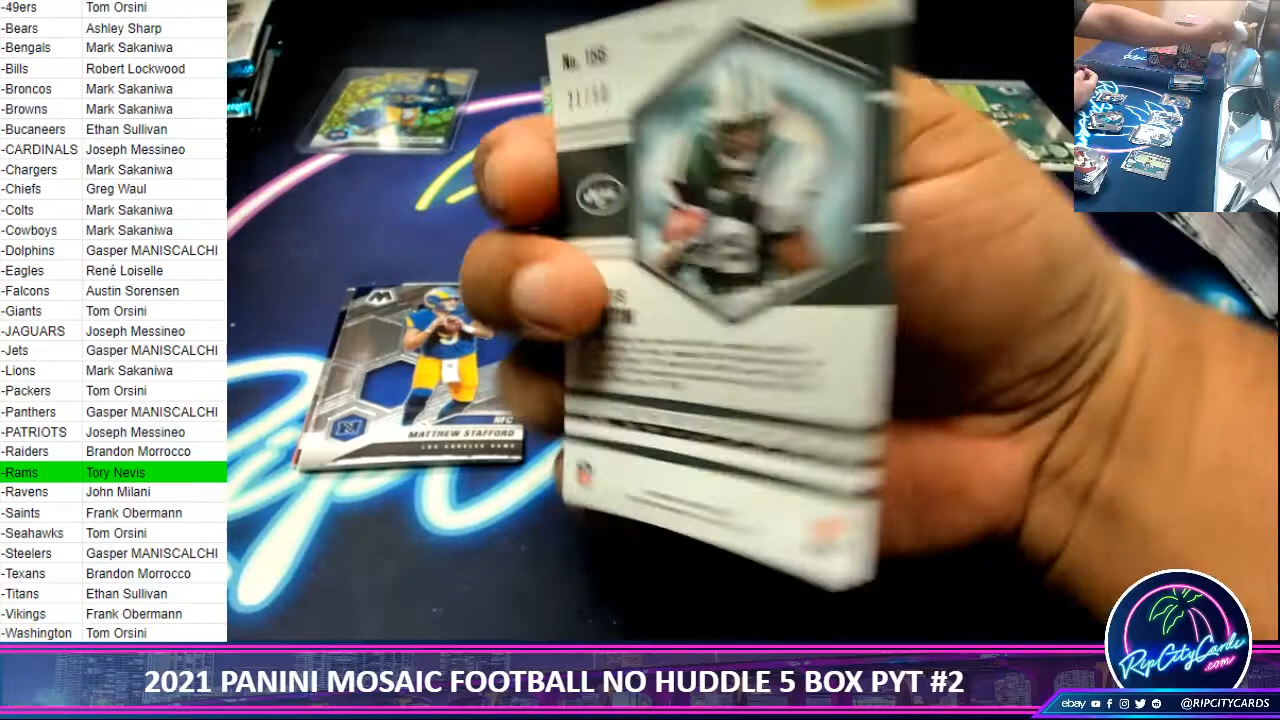 -49ers Tom Orsini
-Bears Ashley Sharp
-Bengals Mark Sakaniwa
-Bills Robert Lockwood
-Broncos Mark Sakaniwa
-Browns Mark Sakaniwa
-Bucaneers Ethan Sullivan
-CARDINALS Joseph Messineo
-Chargers Mark Sakaniwa
-Chiefs Greg Waul
-Colts Mark Sakaniwa
-Cowboys Mark Sakaniwa
-Dolphins Gasper MANISCALCHI
-Eagles René Loiselle
-Falcons Austin Sorensen
-Giants Tom Orsini
-JAGUARS Joseph Messineo
-Jets Gasper MANISCALCHI
-Lions Mark Sakaniwa
-Packers Tom Orsini
-Panthers Gasper MANISCALCHI
-PATRIOTS Joseph Messineo
-Raiders Brandon Morrocco
-Rams Tory Nevis
-Ravens John Milani
-Saints Frank Obermann
-Seahawks Tom Orsini
-Steelers Gasper MANISCALCHI
-Texans Brandon Morrocco
-Titans Ethan Sullivan
-Vikings Frank Obermann
-Washington Tom Orsini
No. 166
NFC
MATTHEW STAFFORD
LOS ANGELES RAMS
2021 PANINI MOSAIC FOOTBALL NO HUDDLE 5 BOX PYT #2
RipCityCards
.com
ebay @RIPCITYCARDS